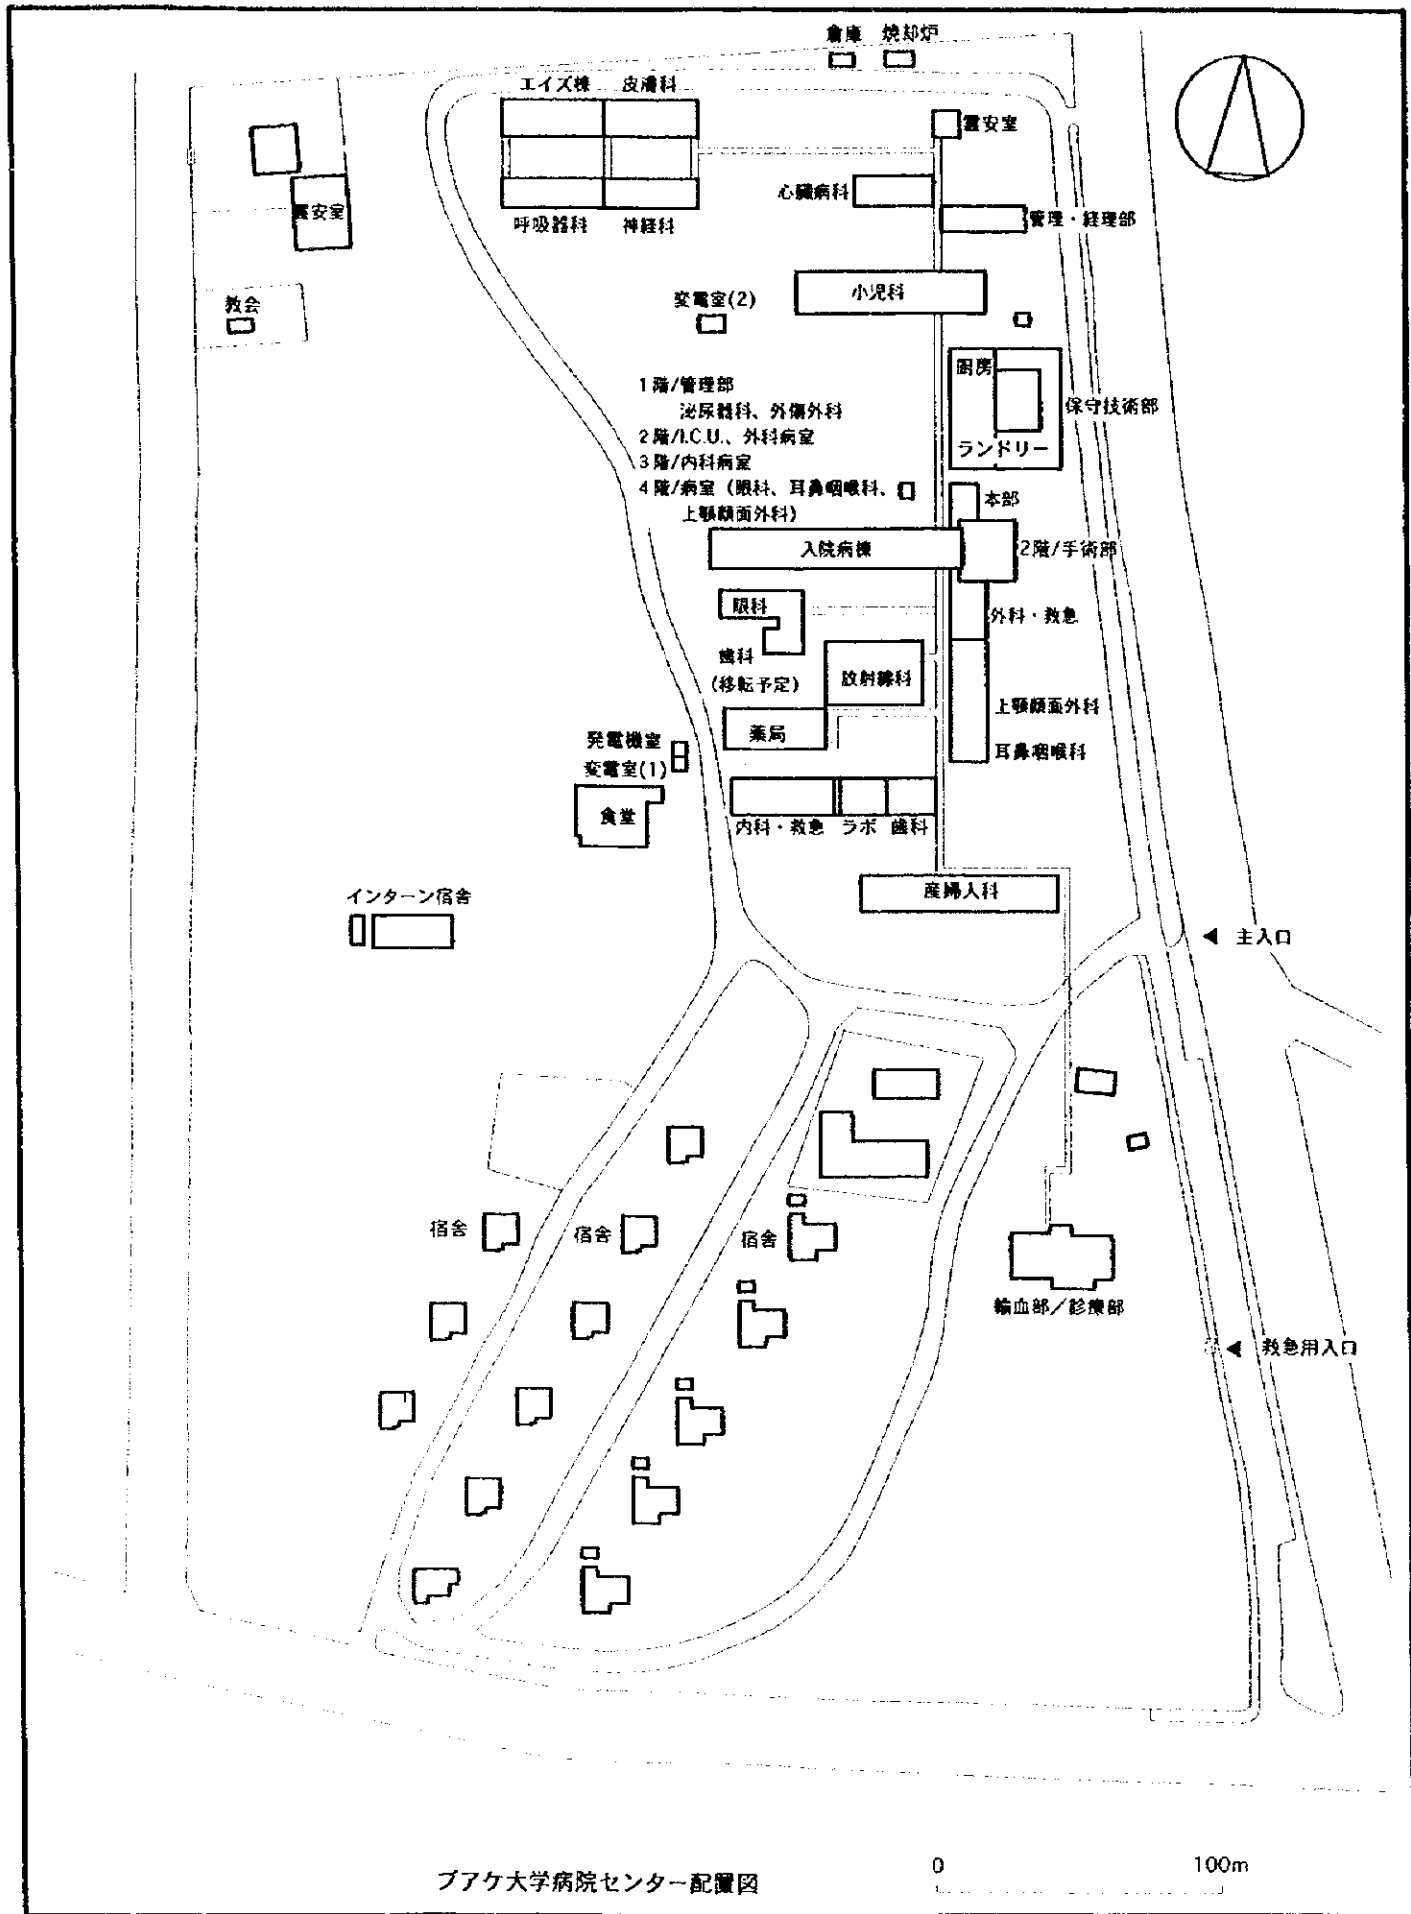 倉庫 焼却炉
エイズ棟 皮膚科
霊安室
心臓病科
霊安室
管理・経理部
呼吸器科 神経科
小児科
変電室(2)
教会
厨房
1階/管理部
泌尿器科、外傷外科
保守技術部
2階/I.C.U.、外科病室
ランドリー
3階/内科病室
4階/病室（眼科、耳鼻咽喉科、
上顎顔面外科）
本部
入院病棟
2階/手術部
眼科
外科・救急
歯科
(移転予定)
放射線科
上顎顔面外科
薬局
発電機室
耳鼻咽喉科
変電室(1)
食堂
内科・救急 ラボ 歯科
産婦人科
インターン宿舎
主入口
宿舎
宿舎
宿舎
輸血部／診療部
救急用入口
ブアケ大学病院センター配置図
0 100m